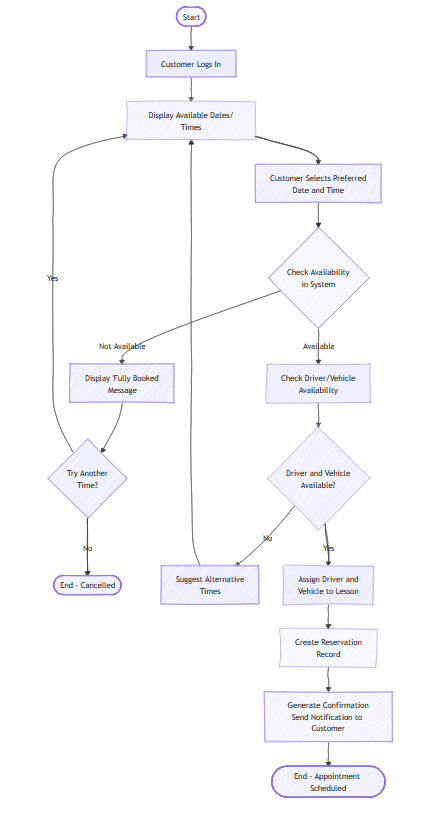 Start
Customer Logs In
Display Available Dates/
Times
Customer Selects Preferred
Date and Time
Check Availability
in System
Yes
Not Available
Available
Display 'Fully Booked'
Message
Check Driver/Vehicle
Availability
Try Another
Time?
Driver and Vehicle
Available?
No
No
Yes
End - Cancelled
Suggest Alternative
Times
Assign Driver and
Vehicle to Lesson
Create Reservation
Record
Generate Confirmation
Send Notification to
Customer
End - Appointment
Scheduled